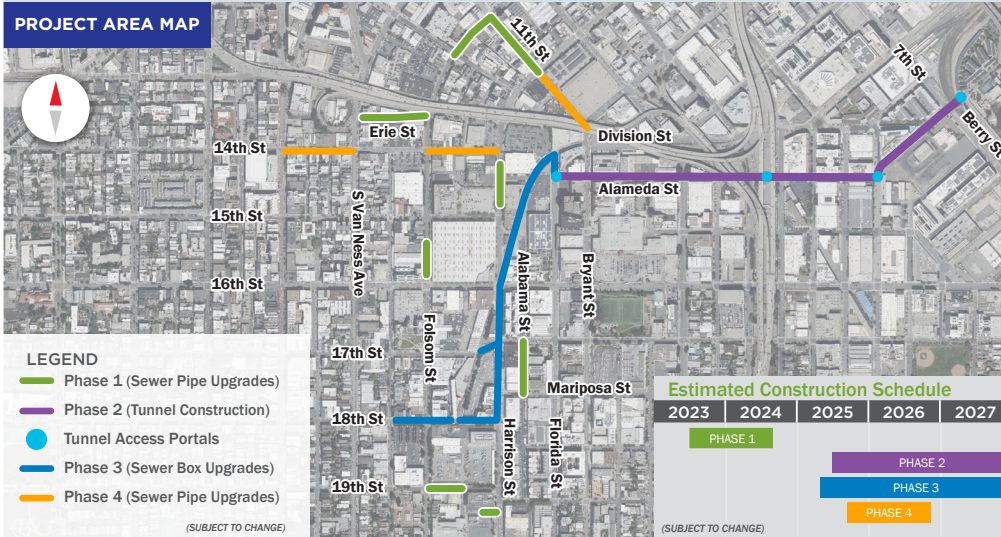 PROJECT AREA MAP
11th St
7th St
Berry St
Erie St
Division St
14th St
Alameda St
15th St
S Van Ness Ave
16th St
Alabama St
Bryant St
Folsom St
17th St
Mariposa St
18th St
Harrison St
Florida St
19th St
LEGEND
Phase 1 (Sewer Pipe Upgrades)
Phase 2 (Tunnel Construction)
Tunnel Access Portals
Phase 3 (Sewer Box Upgrades)
Phase 4 (Sewer Pipe Upgrades)
(SUBJECT TO CHANGE)
Estimated Construction Schedule
2023 2024 2025 2026 2027
PHASE 1
PHASE 2
PHASE 3
PHASE 4
(SUBJECT TO CHANGE)